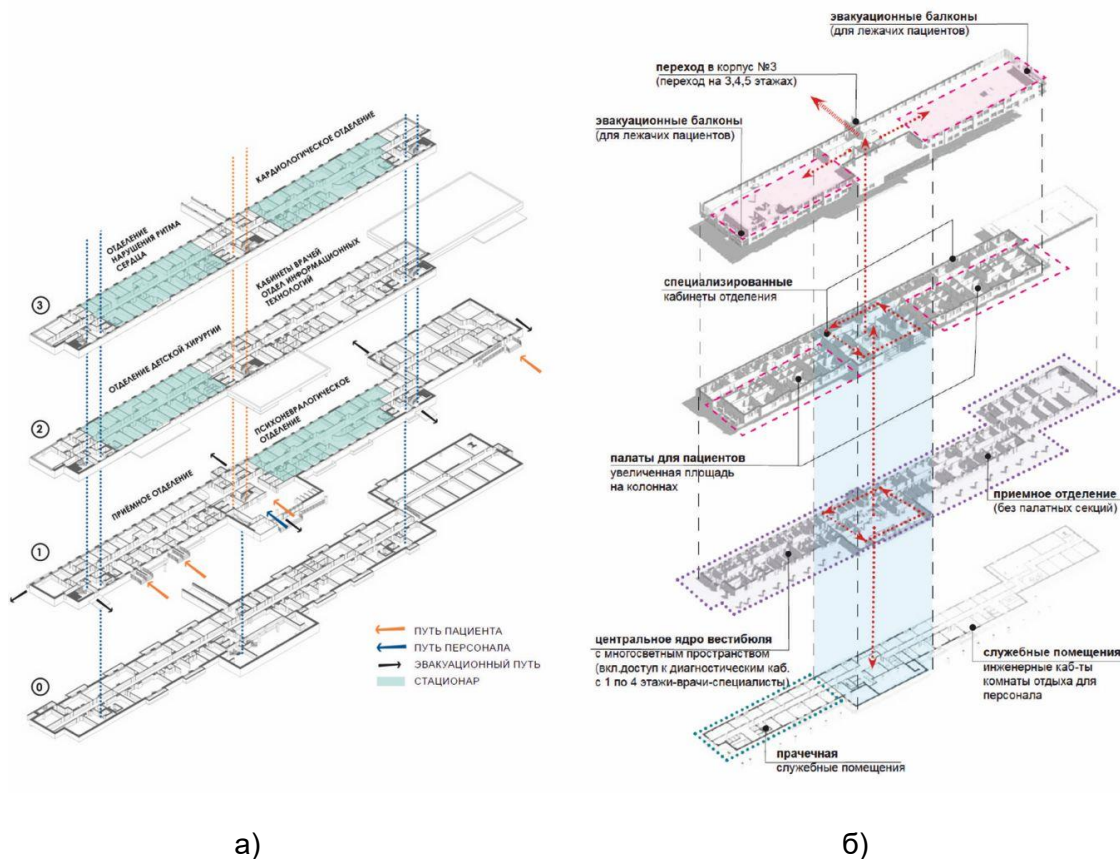 КАРДИОЛОГИЧЕСКОЕ ОТДЕЛЕНИЕ
ОТДЕЛЕНИЕ
НАРУШЕНИЯ РИТМА
СЕРДЦА
3
КАБИНЕТЫ ВРАЧЕЙ
ОТДЕЛ ИНФОРМАЦИОННЫХ
ТЕХНОЛОГИЙ
ОТДЕЛЕНИЕ ДЕТСКОЙ ХИРУРГИИ
2
ПСИХОНЕВРАЛОГИЧЕСКОЕ
ОТДЕЛЕНИЕ
ПРИЁМНОЕ ОТДЕЛЕНИЕ
1
0
ПУТЬ ПАЦИЕНТА
ПУТЬ ПЕРСОНАЛА
ЭВАКУАЦИОННЫЙ ПУТЬ
СТАЦИОНАР
а)
эвакуационные балконы
(для лежачих пациентов)
переход в корпус №3
(переход на 3,4,5 этажах)
эвакуационные балконы
(для лежачих пациентов)
специализированные
кабинеты отделения
палаты для пациентов
увеличенная площадь
на колоннах
приемное отделение
(без палатных секций)
центральное ядро вестибюля
с многосветным пространством
(вкл.доступ к диагностическим каб.
с 1 по 4 этажи-врачи-специалисты)
служебные помещения
инженерные каб-ты
комнаты отдыха для
персонала
прачечная
служебные помещения
б)